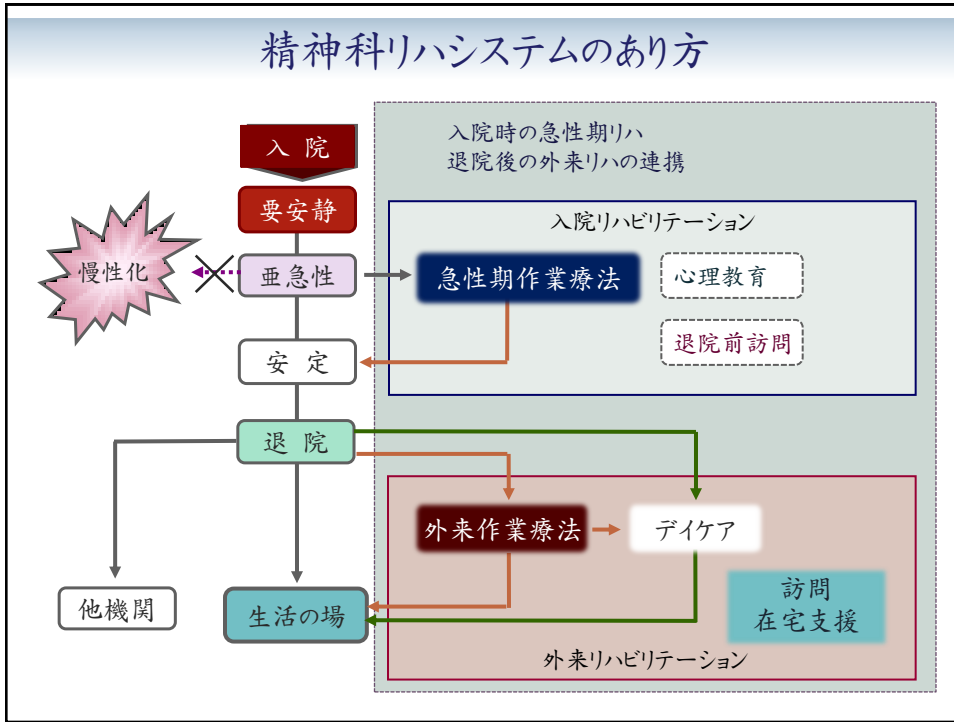 精神科リハシステムのあり方
入院時の急性期リハ
退院後の外来リハの連携
入 院
要安静
慢性化
亜急性
安 定
退 院
他機関
生活の場
入院リハビリテーション
急性期作業療法
心理教育
退院前訪問
外来作業療法
デイケア
訪問
在宅支援
外来リハビリテーション